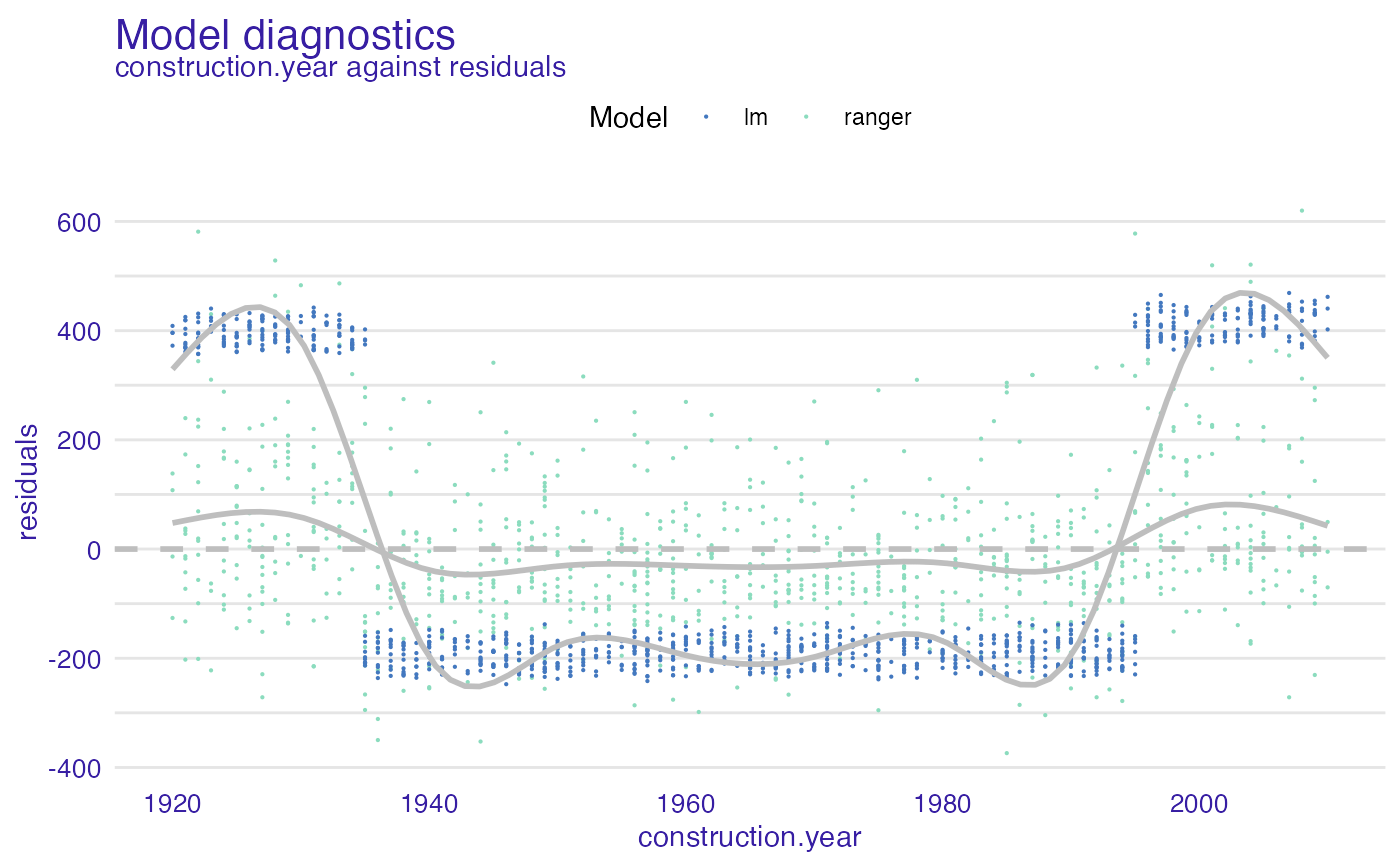 Model diagnostics
construction.year against residuals
Model lm ranger
600
400
200
0
-200
-400
residuals
1920 1940 1960 1980 2000
construction.year